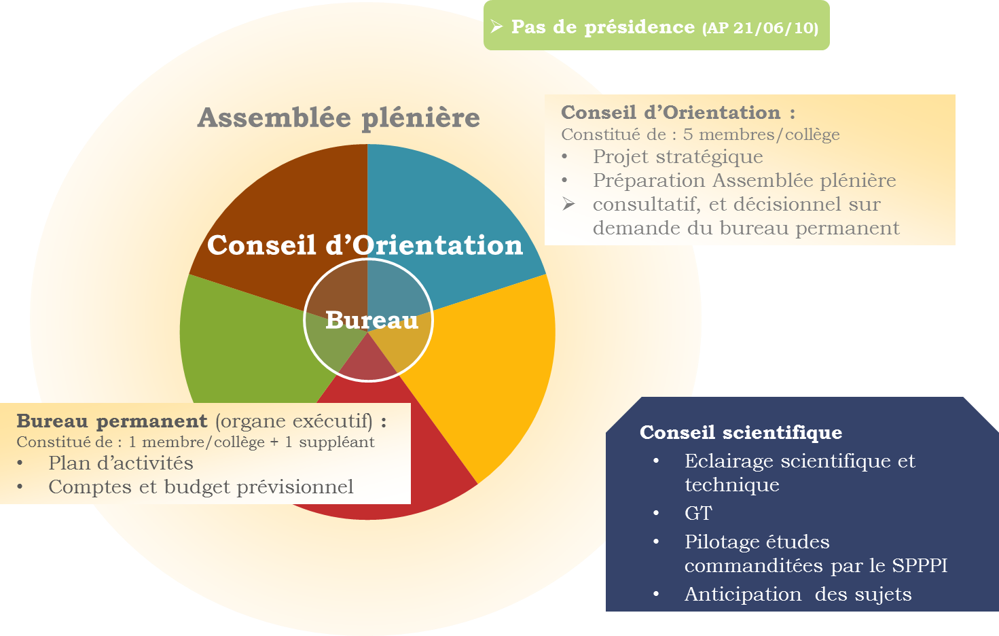 ➢ Pas de présidence (AP 21/06/10)
Assemblée plénière
Conseil d’Orientation :
Constitué de : 5 membres/collège
• Projet stratégique
• Préparation Assemblée plénière
➢ consultatif, et décisionnel sur
demande du bureau permanent
Conseil d’Orientation
Bureau
Bureau permanent (organe exécutif) :
Constitué de : 1 membre/collège + 1 suppléant
• Plan d’activités
• Comptes et budget prévisionnel
Conseil scientifique
• Eclairage scientifique et
technique
• GT
• Pilotage études
commanditées par le SPPPI
• Anticipation des sujets